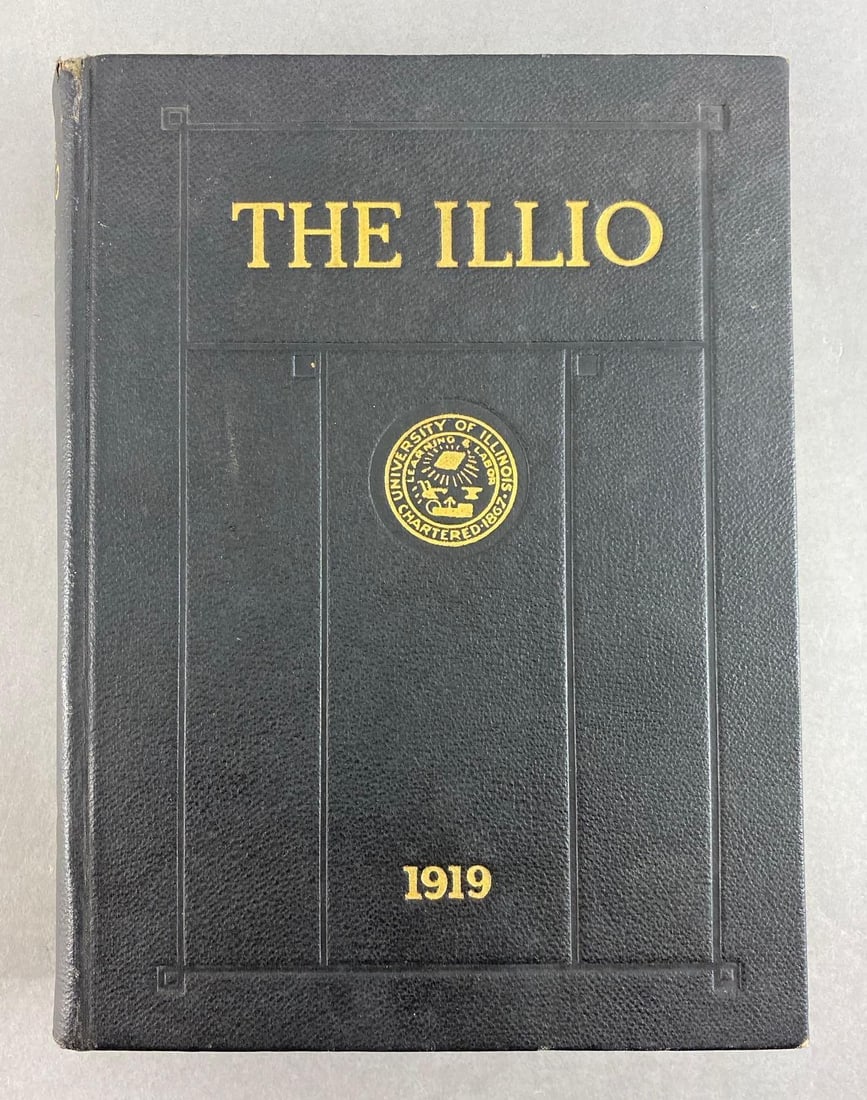 THE ILLIO
UNIVERSITY OF ILLINOIS
LEARNING & LABOR
CHARTERED·1867·
1919